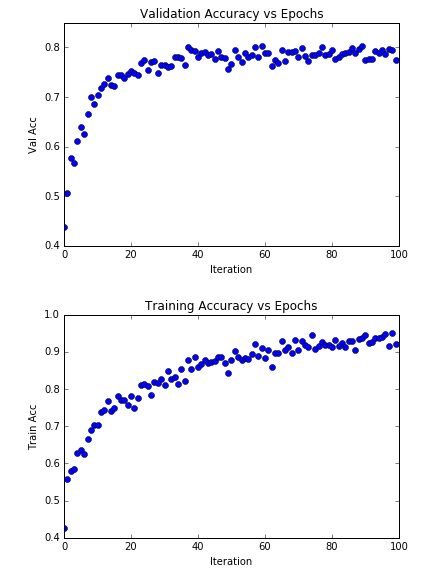 Validation Accuracy vs Epochs
0.8
0.7
0.6
0.5
0.4
Val Acc
0 20 40 60 80 100
Iteration
Training Accuracy vs Epochs
1.0
0.9
0.8
0.7
0.6
0.5
0.4
Train Acc
0 20 40 60 80 100
Iteration